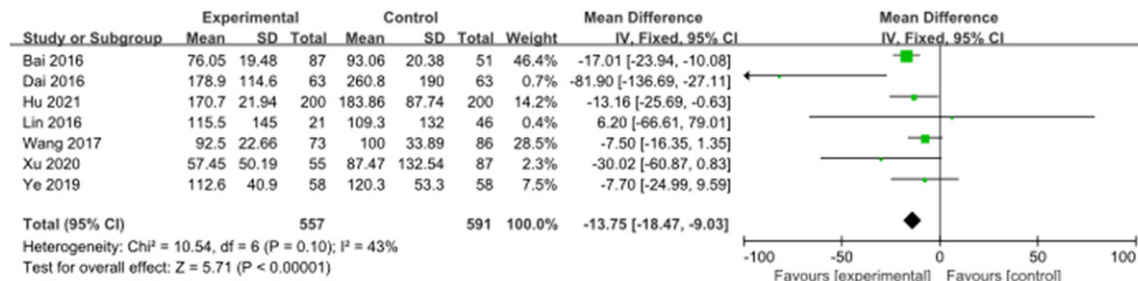 Experimental Control Mean Difference Mean Difference
Study or Subgroup Mean SD Total Mean SD Total Weight IV, Fixed, 95% CI IV, Fixed, 95% CI
Bai 2016 76.05 19.48 87 93.06 20.38 51 46.4% -17.01 [-23.94, -10.08]
Dai 2016 178.9 114.6 63 260.8 190 63 0.7% -81.90 [-136.69, -27.11]
Hu 2021 170.7 21.94 200 183.86 87.74 200 14.2% -13.16 [-25.69, -0.63]
Lin 2016 115.5 145 21 109.3 132 46 0.4% 6.20 [-66.61, 79.01]
Wang 2017 92.5 22.66 73 100 33.89 86 28.5% -7.50 [-16.35, 1.35]
Xu 2020 57.45 50.19 55 87.47 132.54 87 2.3% -30.02 [-60.87, 0.83]
Ye 2019 112.6 40.9 58 120.3 53.3 58 7.5% -7.70 [-24.99, 9.59]
Total (95% CI) 557 591 100.0% -13.75 [-18.47, -9.03]
Heterogeneity: Chi² = 10.54, df = 6 (P = 0.10); I² = 43%
Test for overall effect: Z = 5.71 (P < 0.00001)
-100 -50 0 50 100
Favours [experimental] Favours [control]